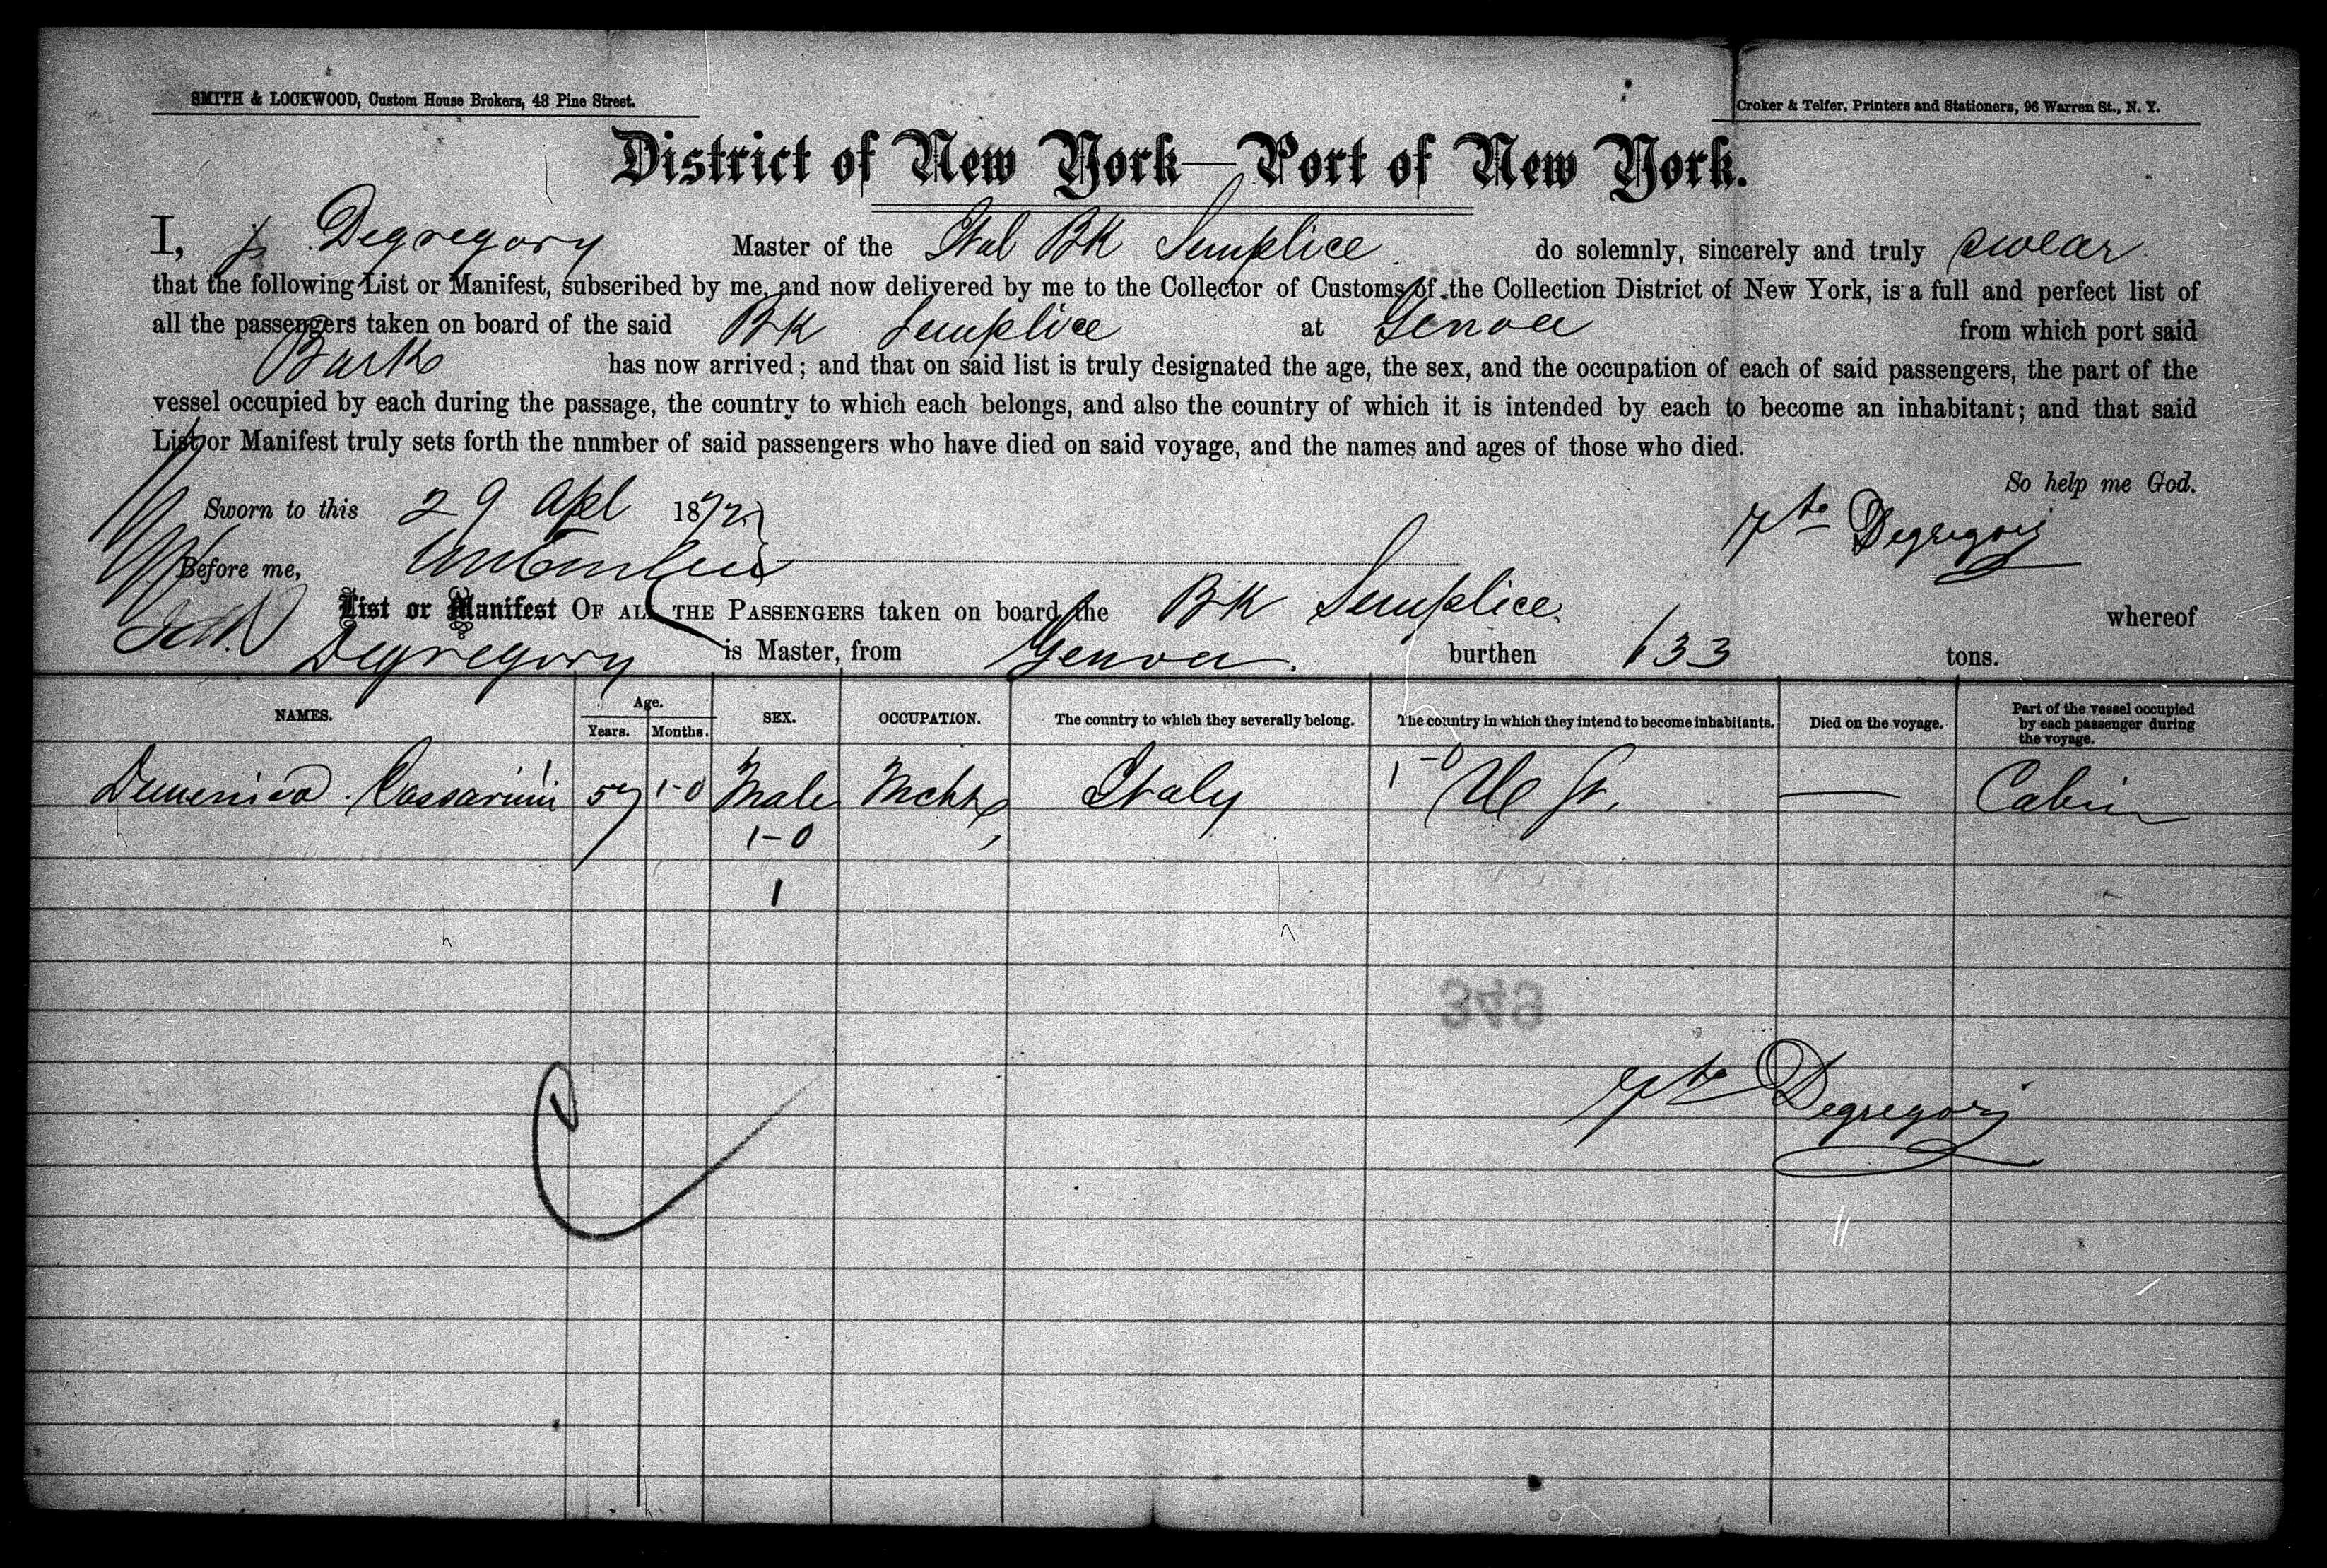 SMITH & LOCKWOOD, Custom House Brokers, 48 Pine Street.
Croker & Telfer, Printers and Stationers, 96 Warren St., N. Y.
District of New York—Port of New York.
I, Degregory Master of the Ital BK Semplice do solemnly, sincerely and truly swear
that the following List or Manifest, subscribed by me, and now delivered by me to the Collector of Customs of the Collection District of New York, is a full and perfect list of
all the passengers taken on board of the said BK Semplice at Genoa from which port said
Bark has now arrived; and that on said list is truly designated the age, the sex, and the occupation of each of said passengers, the part of the
vessel occupied by each during the passage, the country to which each belongs, and also the country of which it is intended by each to become an inhabitant; and that said
List or Manifest truly sets forth the nnmber of said passengers who have died on said voyage, and the names and ages of those who died.
So help me God.
Sworn to this 29 Apl 1872
Degregorj
Before me,
List or Manifest OF ALL THE PASSENGERS taken on board the BK Semplice whereof
Degregory is Master, from Genoa. burthen 633 tons.
NAMES. Age. Years. Months. SEX. OCCUPATION. The country to which they severally belong. The country in which they intend to become inhabitants. Died on the voyage. Part of the vessel occupied by each passenger during the voyage.
Domenico Cassarini 57 1-0 Male Mcht Italy 1-0 U St. — Cabin
1-0
1
349
Degregorj